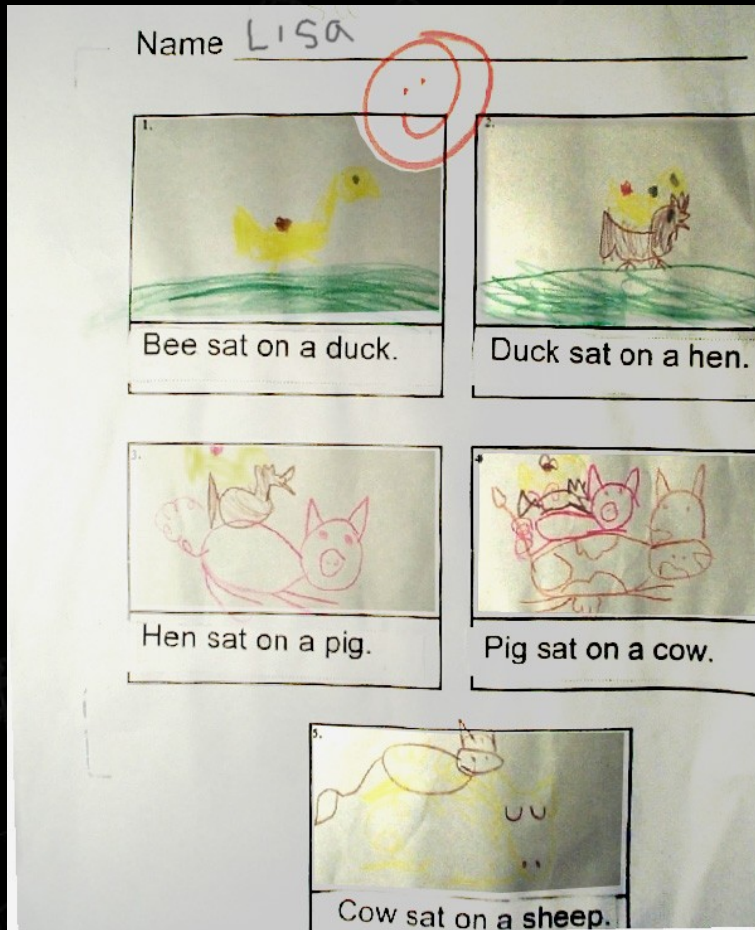 Name Lisa
1.
2.
Bee sat on a duck.
Duck sat on a hen.
3.
Hen sat on a pig.
Pig sat on a cow.
5.
Cow sat on a sheep.